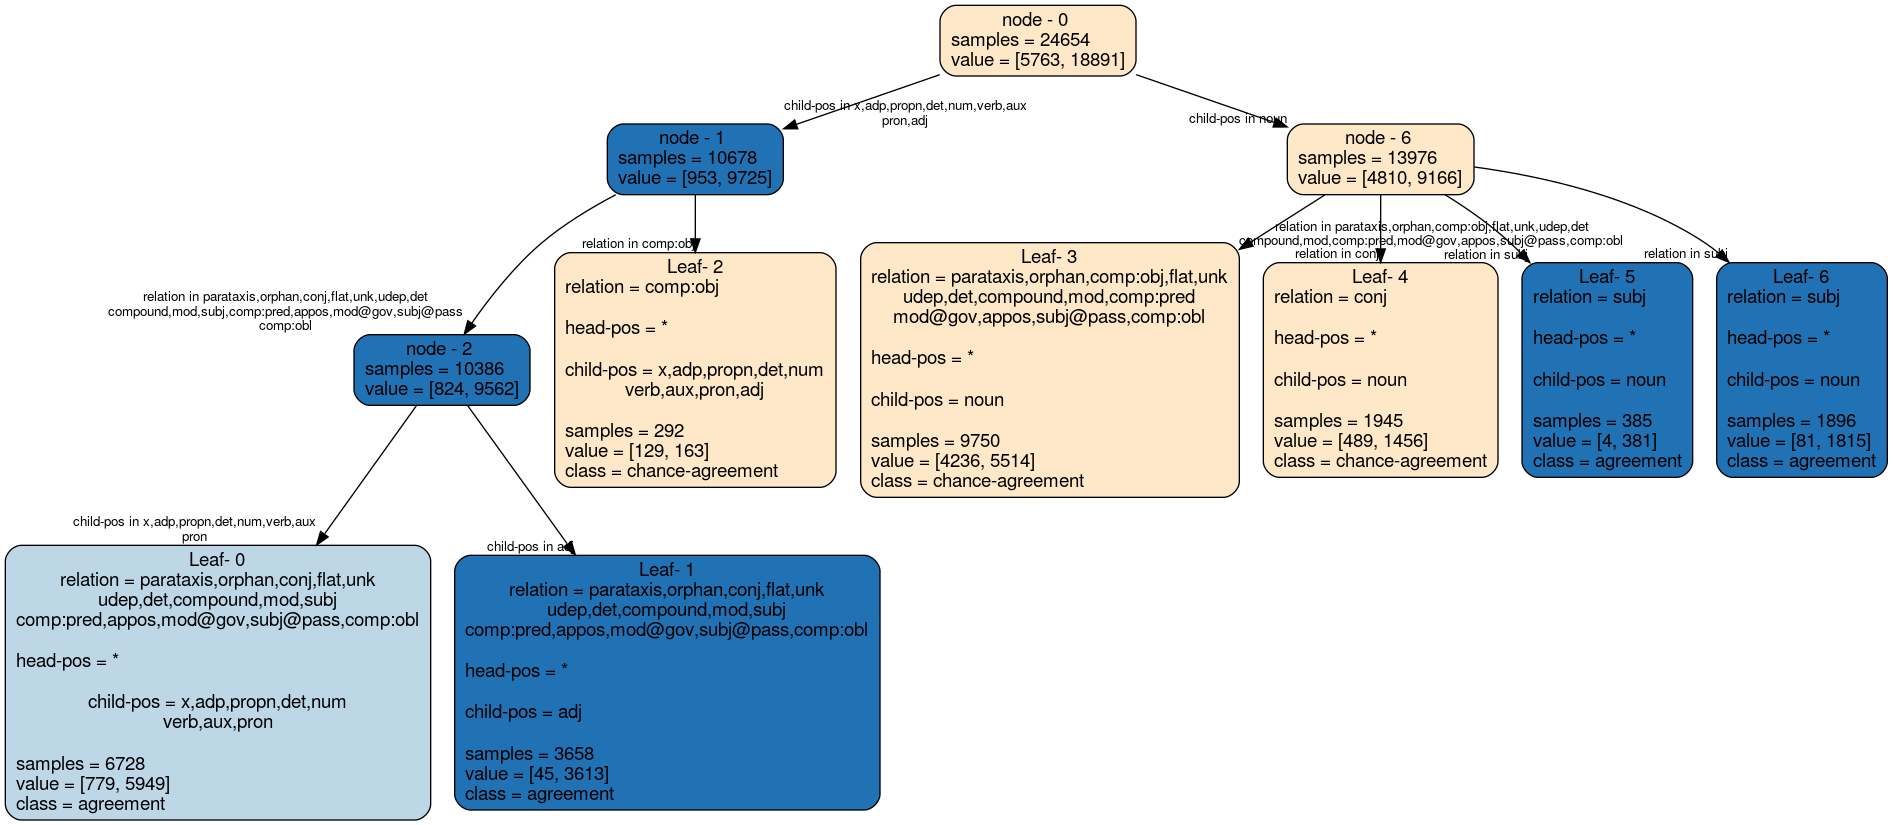 node - 0
samples = 24654
value = [5763, 18891]
child-pos in x,adp,propn,det,num,verb,aux
pron,adj
child-pos in noun
node - 1
samples = 10678
value = [953, 9725]
node - 6
samples = 13976
value = [4810, 9166]
relation in parataxis,orphan,conj,flat,unk,udep,det
compound,mod,subj,comp:pred,appos,mod@gov,subj@pass
comp:obl
relation in comp:obj
relation in parataxis,orphan,comp:obj,flat,unk,udep,det
compound,mod,comp:pred,mod@gov,appos,subj@pass,comp:obl
relation in conj
relation in subj
relation in subj
node - 2
samples = 10386
value = [824, 9562]
Leaf- 2
relation = comp:obj
head-pos = *
child-pos = x,adp,propn,det,num
verb,aux,pron,adj
samples = 292
value = [129, 163]
class = chance-agreement
Leaf- 3
relation = parataxis,orphan,comp:obj,flat,unk
udep,det,compound,mod,comp:pred
mod@gov,appos,subj@pass,comp:obl
head-pos = *
child-pos = noun
samples = 9750
value = [4236, 5514]
class = chance-agreement
Leaf- 4
relation = conj
head-pos = *
child-pos = noun
samples = 1945
value = [489, 1456]
class = chance-agreement
Leaf- 5
relation = subj
head-pos = *
child-pos = noun
samples = 385
value = [4, 381]
class = agreement
Leaf- 6
relation = subj
head-pos = *
child-pos = noun
samples = 1896
value = [81, 1815]
class = agreement
child-pos in x,adp,propn,det,num,verb,aux
pron
child-pos in adj
Leaf- 0
relation = parataxis,orphan,conj,flat,unk
udep,det,compound,mod,subj
comp:pred,appos,mod@gov,subj@pass,comp:obl
head-pos = *
child-pos = x,adp,propn,det,num
verb,aux,pron
samples = 6728
value = [779, 5949]
class = agreement
Leaf- 1
relation = parataxis,orphan,conj,flat,unk
udep,det,compound,mod,subj
comp:pred,appos,mod@gov,subj@pass,comp:obl
head-pos = *
child-pos = adj
samples = 3658
value = [45, 3613]
class = agreement